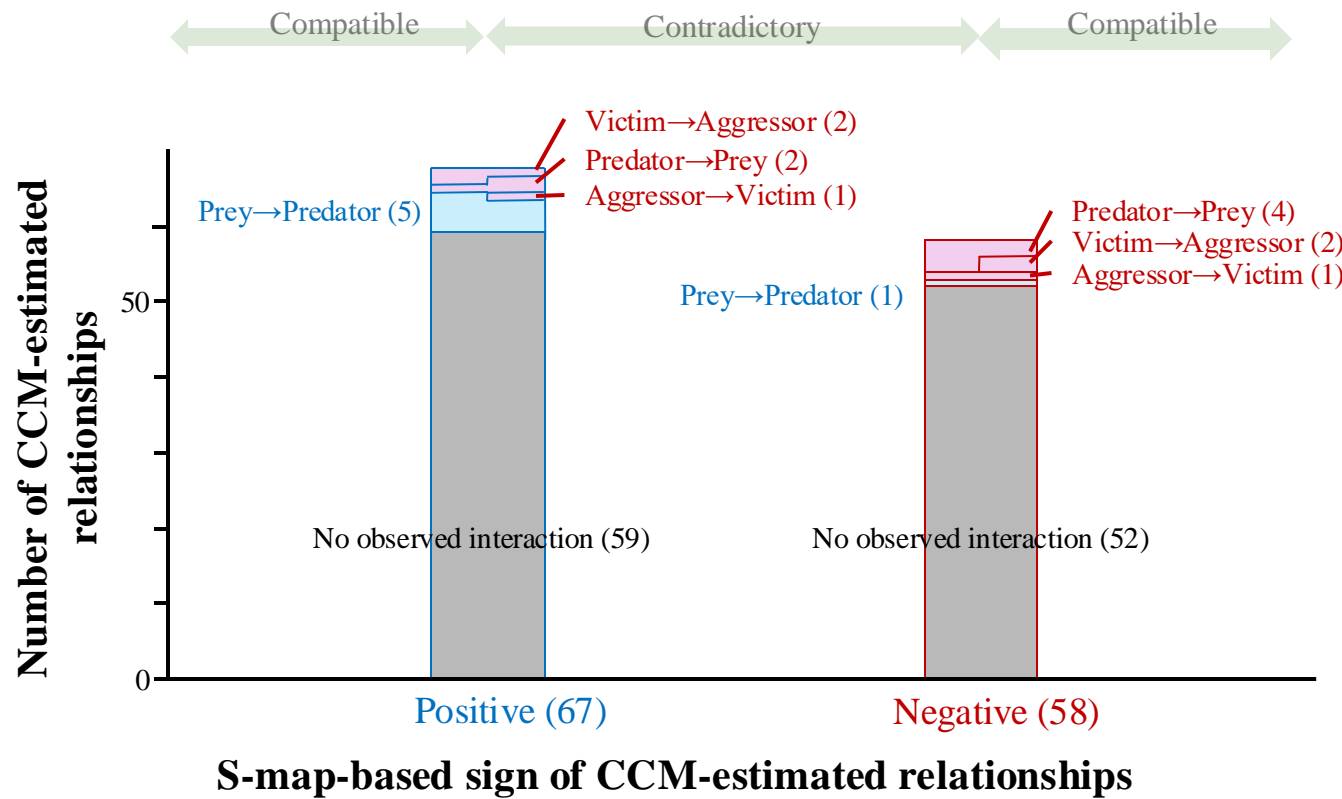 Compatible
Contradictory
Compatible
Victim→Aggressor (2)
Predator→Prey (2)
Aggressor→Victim (1)
Prey→Predator (5)
Predator→Prey (4)
Victim→Aggressor (2)
Aggressor→Victim (1)
Prey→Predator (1)
50
No observed interaction (59)
No observed interaction (52)
0
Number of CCM-estimated
relationships
Positive (67)
Negative (58)
S-map-based sign of CCM-estimated relationships